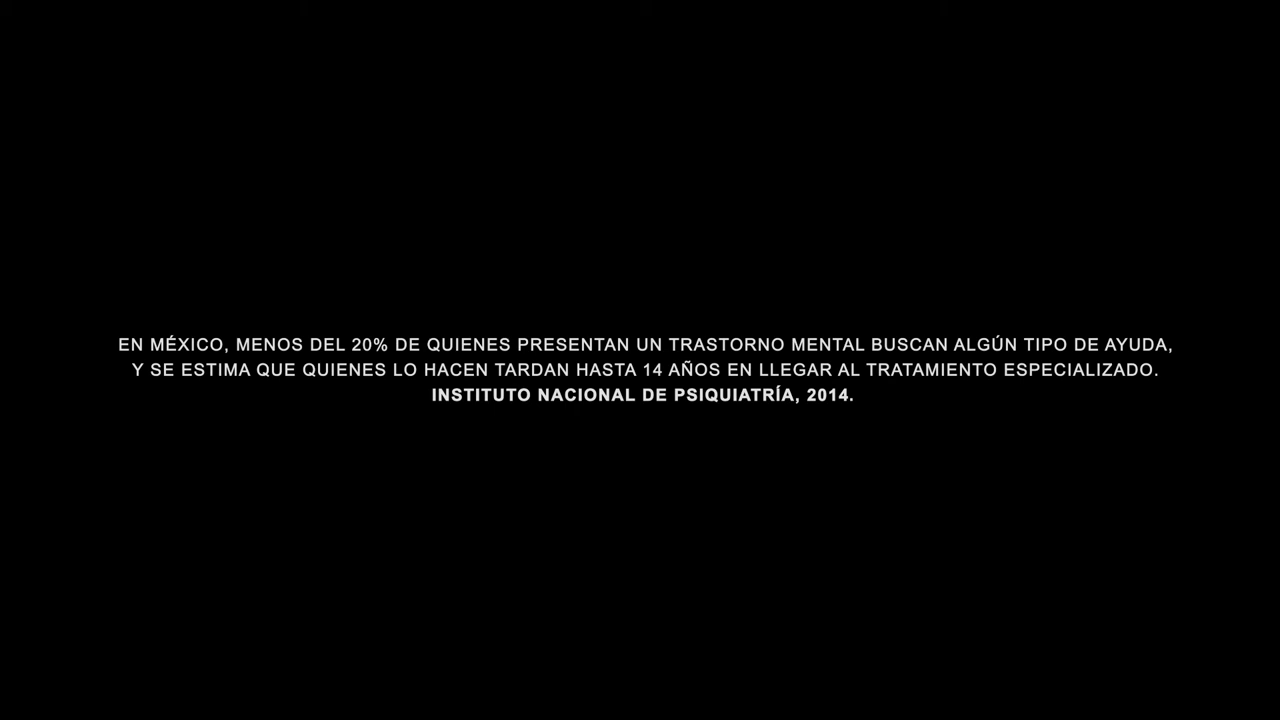 EN MÉXICO, MENOS DEL 20% DE QUIENES PRESENTAN UN TRASTORNO MENTAL BUSCAN ALGÚN TIPO DE AYUDA,
Y SE ESTIMA QUE QUIENES LO HACEN TARDAN HASTA 14 AÑOS EN LLEGAR AL TRATAMIENTO ESPECIALIZADO.
INSTITUTO NACIONAL DE PSIQUIATRÍA, 2014.